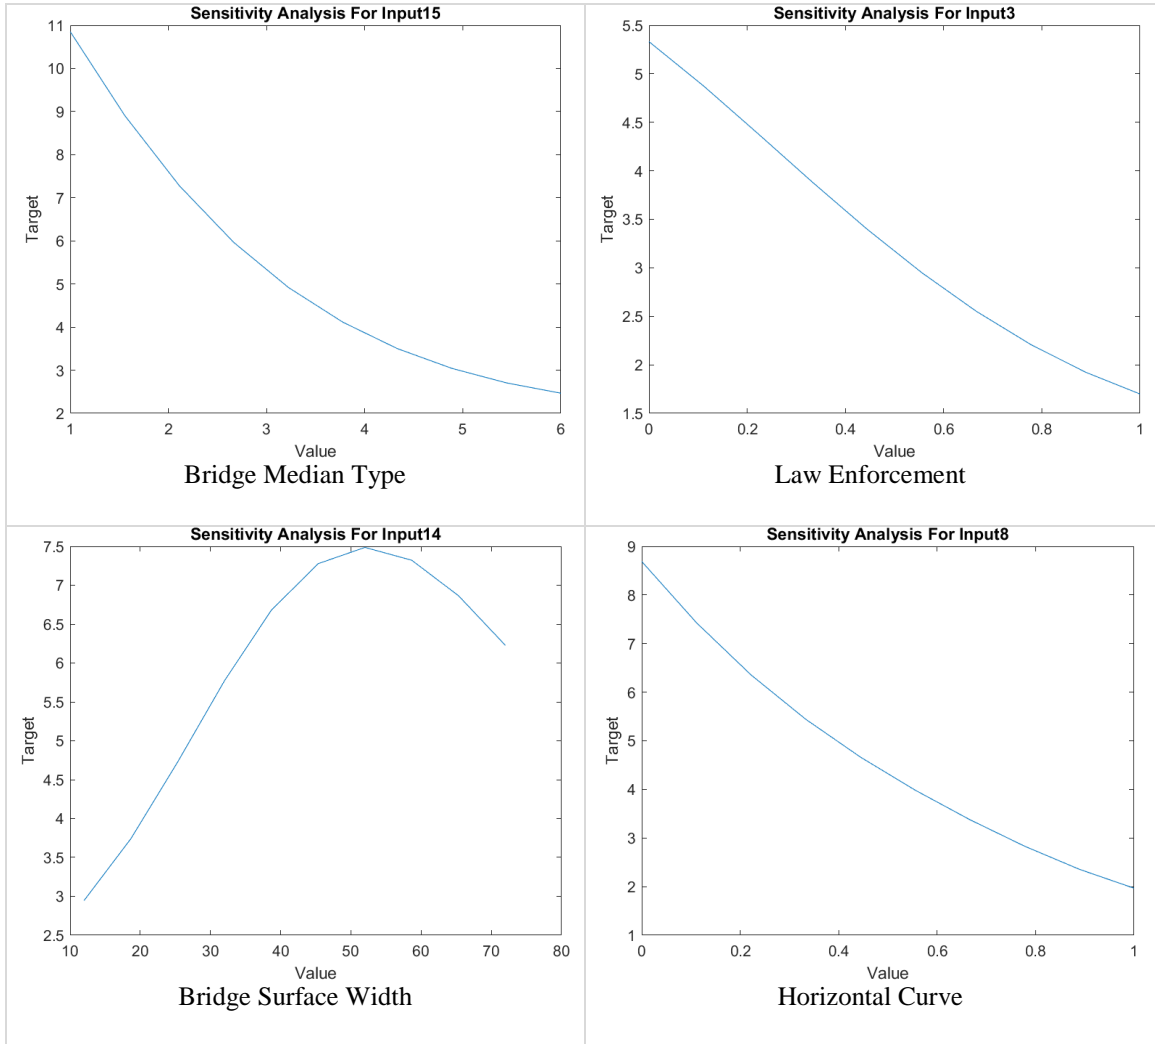 Sensitivity Analysis For Input15
11
10
9
8
7
6
5
4
3
2
Target
1 2 3 4 5 6
Value
Bridge Median Type
Sensitivity Analysis For Input3
5.5
5
4.5
4
3.5
3
2.5
2
1.5
Target
0 0.2 0.4 0.6 0.8 1
Value
Law Enforcement
Sensitivity Analysis For Input14
7.5
7
6.5
6
5.5
5
4.5
4
3.5
3
2.5
Target
10 20 30 40 50 60 70 80
Value
Bridge Surface Width
Sensitivity Analysis For Input8
9
8
7
6
5
4
3
2
1
Target
0 0.2 0.4 0.6 0.8 1
Value
Horizontal Curve